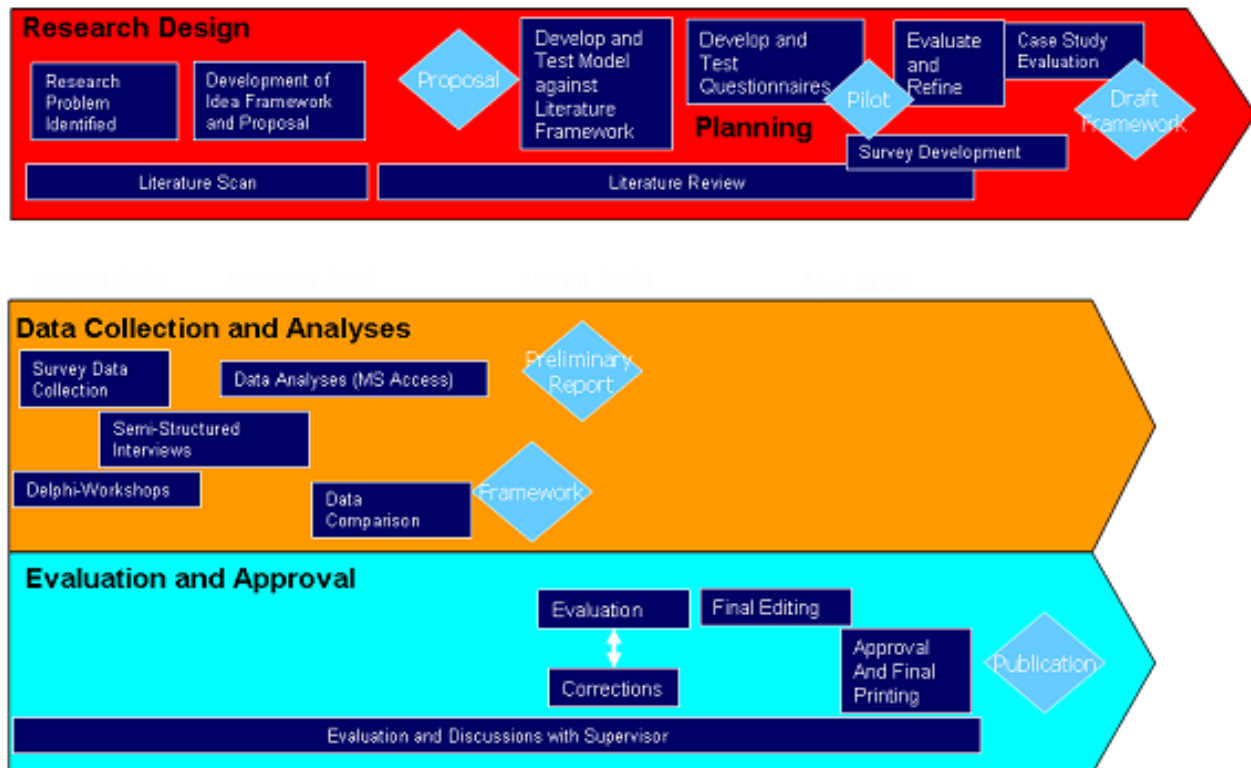 Research Design
Research
Problem
Identified
Development of
Idea Framework
and Proposal
Proposal
Develop and
Test Model
against
Literature
Framework
Develop and
Test
Questionnaires
Pilot
Evaluate
and
Refine
Case Study
Evaluation
Draft
Framework
Planning
Survey Development
Literature Scan
Literature Review
Data Collection and Analyses
Survey Data
Collection
Data Analyses (MS Access)
Preliminary
Report
Semi-Structured
Interviews
Delphi-Workshops
Data
Comparison
Framework
Evaluation and Approval
Evaluation
Final Editing
Corrections
Approval
And Final
Printing
Publication
Evaluation and Discussions with Supervisor